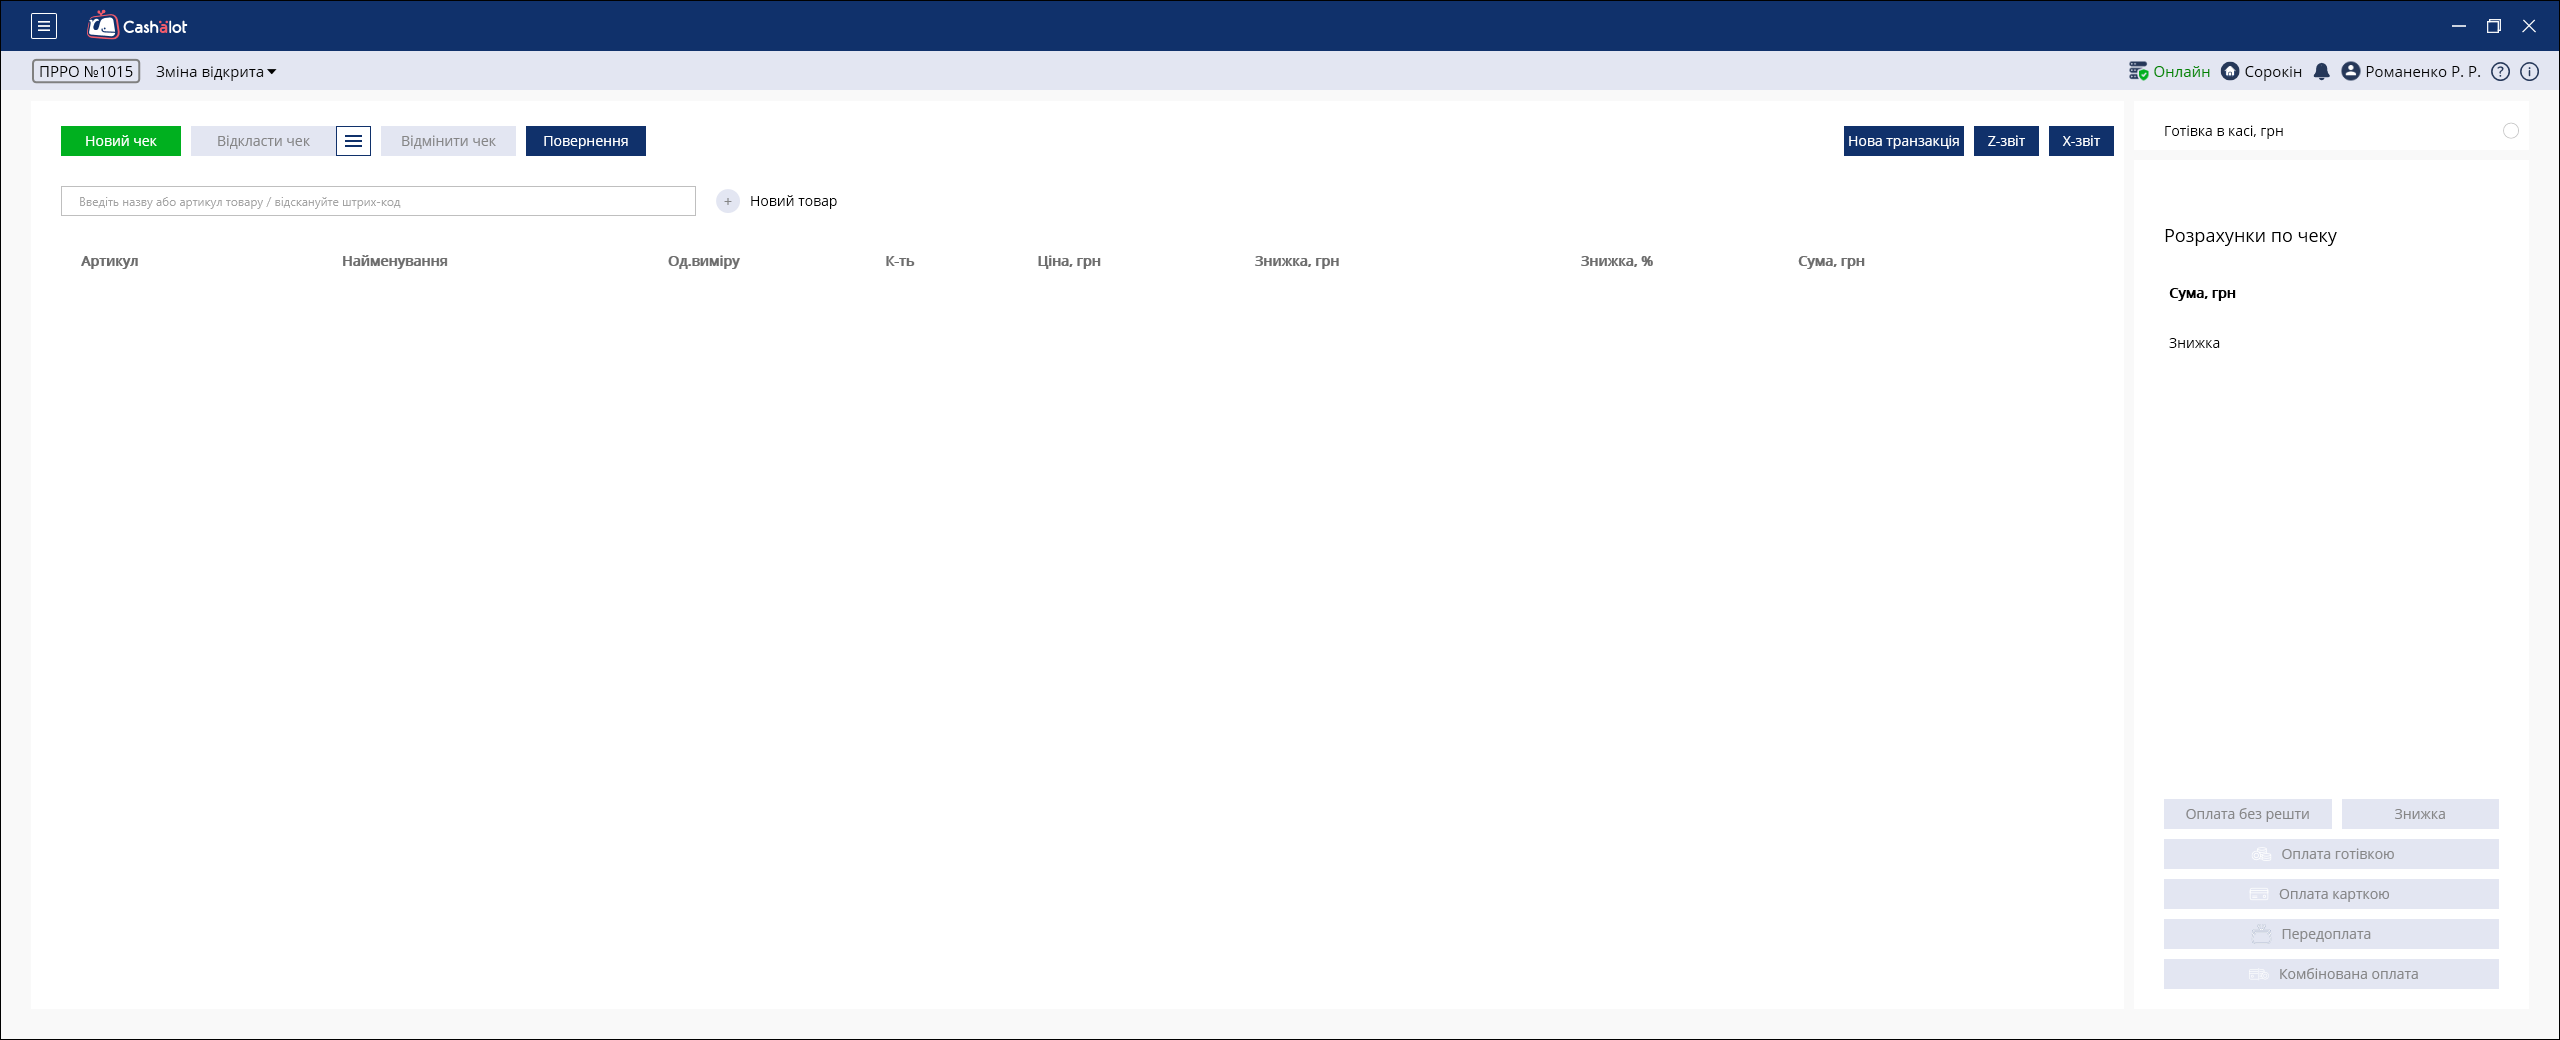 Cashalot
ПРРО №1015 Зміна відкрита Онлайн Сорокін Романенко Р. Р.
Новий чек Відкласти чек Відмінити чек Повернення Нова транзакція Z-звіт X-звіт
Готівка в касі, грн
Введіть назву або артикул товару / відскануйте штрих-код + Новий товар
Артикул Найменування Од.виміру К-ть Ціна, грн Знижка, грн Знижка, % Сума, грн
Розрахунки по чеку
Сума, грн
Знижка
Оплата без решти Знижка
Оплата готівкою
Оплата карткою
Передоплата
Комбінована оплата